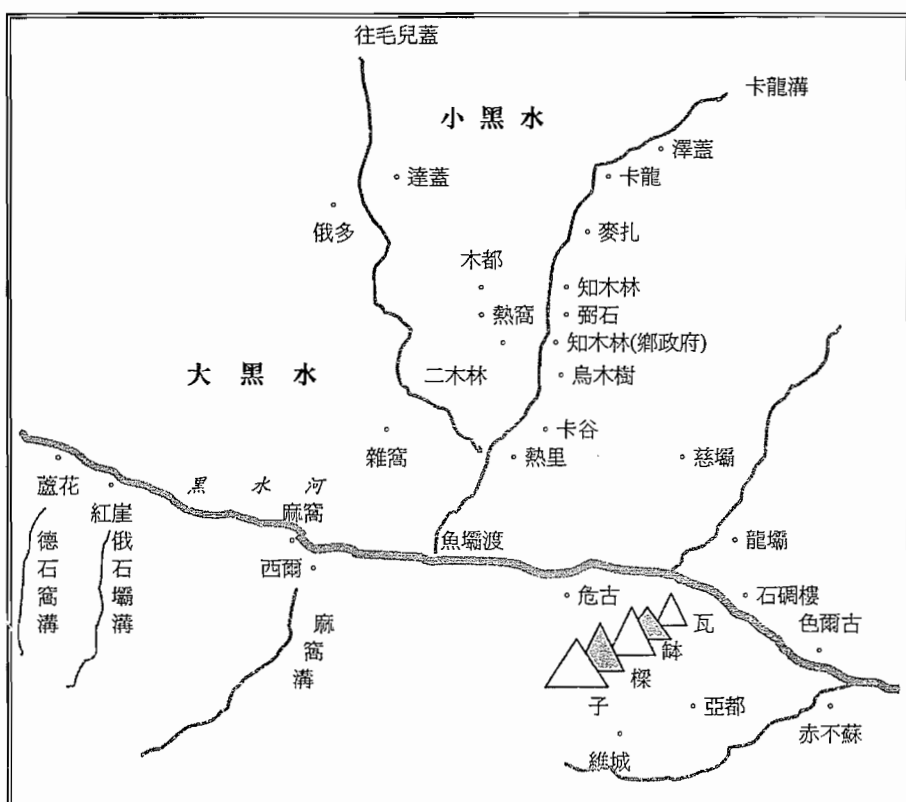 往毛兒蓋
卡龍溝
小黑水
澤蓋
達蓋
卡龍
俄多
麥扎
木都
知木林
熱窩
弼石
知木林(鄉政府)
二木林
烏木樹
大黑水
卡谷
雜窩
熱里
慈壩
蘆花
黑水河
紅崖
麻窩
魚壩渡
龍壩
德石窩溝
俄石壩溝
西爾
危古
石碉樓
麻窩溝
瓦
色爾古
缽
樑
子
亞都
赤不蘇
維城